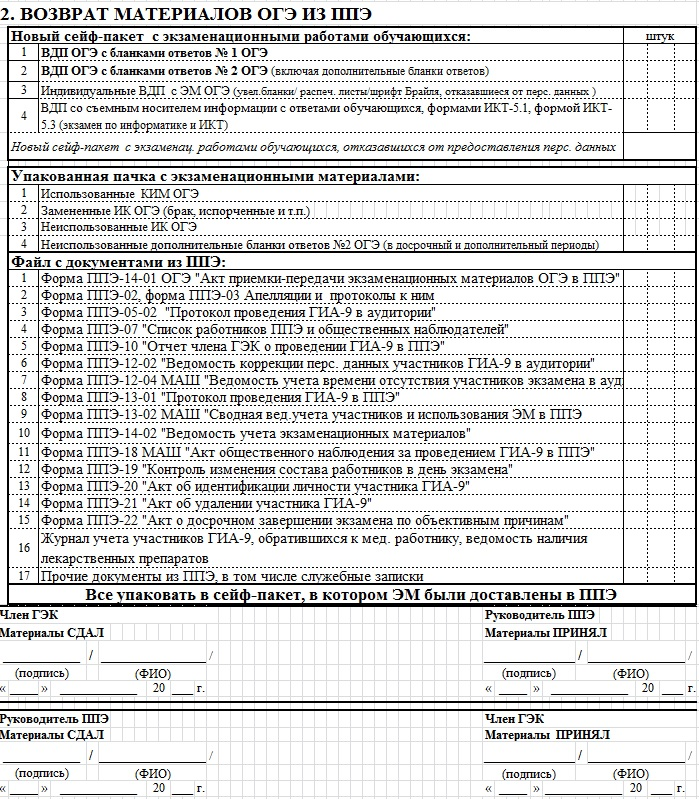 2. ВОЗВРАТ МАТЕРИАЛОВ ОГЭ ИЗ ППЭ
Новый сейф-пакет с экзаменационными работами обучающихся: штук
1 ВДП ОГЭ с бланками ответов № 1 ОГЭ
2 ВДП ОГЭ с бланками ответов № 2 ОГЭ (включая дополнительные бланки ответов)
3 Индивидуальные ВДП с ЭМ ОГЭ (увел.бланки/ распеч. листы/шрифт Брайля, отказавшиеся от перс. данных )
4 ВДП со съемным носителем информации с ответами обучающихся, формами ИКТ-5.1, формой ИКТ-
5.3 (экзамен по информатике и ИКТ)
Новый сейф-пакет с экзаменац. работами обучающихся, отказавшихся от предоставления перс. данных
Упакованная пачка с экзаменационными материалами:
1 Использованные КИМ ОГЭ
2 Замененные ИК ОГЭ (брак, испорченные и т.п.)
3 Неиспользованные ИК ОГЭ
4 Неиспользованные дополнительные бланки ответов №2 ОГЭ (в досрочный и дополнительный периоды)
Файл с документами из ППЭ:
1 Форма ППЭ-14-01 ОГЭ "Акт приемки-передачи экзаменационных материалов ОГЭ в ППЭ"
2 Форма ППЭ-02, форма ППЭ-03 Апелляции и протоколы к ним
3 Форма ППЭ-05-02 "Протокол проведения ГИА-9 в аудитории"
4 Форма ППЭ-07 "Список работников ППЭ и общественных наблюдателей"
5 Форма ППЭ-10 "Отчет члена ГЭК о проведении ГИА-9 в ППЭ"
6 Форма ППЭ-12-02 "Ведомость коррекции перс. данных участников ГИА-9 в аудитории"
7 Форма ППЭ-12-04 МАШ "Ведомость учета времени отсутствия участников экзамена в ауд
8 Форма ППЭ-13-01 "Протокол проведения ГИА-9 в ППЭ"
9 Форма ППЭ-13-02 МАШ "Сводная вед.учета участников и использования ЭМ в ППЭ
10 Форма ППЭ-14-02 "Ведомость учета экзаменационных материалов"
11 Форма ППЭ-18 МАШ "Акт общественного наблюдения за проведением ГИА-9 в ППЭ"
12 Форма ППЭ-19 "Контроль изменения состава работников в день экзамена"
13 Форма ППЭ-20 "Акт об идентификации личности участника ГИА-9"
14 Форма ППЭ-21 "Акт об удалении участника ГИА-9"
15 Форма ППЭ-22 "Акт о досрочном завершении экзамена по объективным причинам"
16 Журнал учета участников ГИА-9, обратившихся к мед. работнику, ведомость наличия
лекарственных препаратов
17 Прочие документы из ППЭ, в том числе служебные записки
Все упаковать в сейф-пакет, в котором ЭМ были доставлены в ППЭ
Член ГЭК Руководитель ППЭ
Материалы СДАЛ Материалы ПРИНЯЛ
___________ / _______________ / ___________ / _______________ /
(подпись) (ФИО) (подпись) (ФИО)
« ____ » ___________ 20 ___ г. « ____ » ___________ 20 ___ г.
Руководитель ППЭ Член ГЭК
Материалы СДАЛ Материалы ПРИНЯЛ
___________ / _______________ / ___________ / _______________ /
(подпись) (ФИО) (подпись) (ФИО)
« ____ » ___________ 20 ___ г. « ____ » ___________ 20 ___ г.